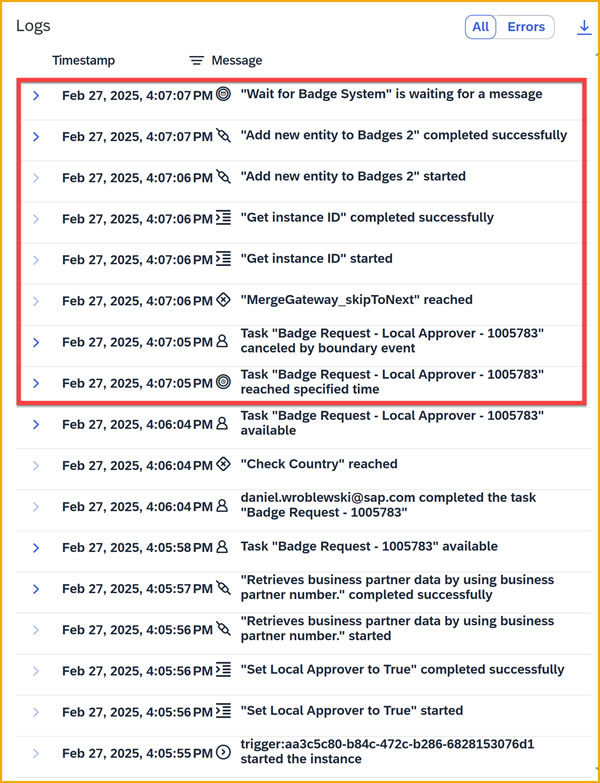 Logs
All Errors
Timestamp Message
Feb 27, 2025, 4:07:07 PM "Wait for Badge System" is waiting for a message
Feb 27, 2025, 4:07:07 PM "Add new entity to Badges 2" completed successfully
Feb 27, 2025, 4:07:06 PM "Add new entity to Badges 2" started
Feb 27, 2025, 4:07:06 PM "Get instance ID" completed successfully
Feb 27, 2025, 4:07:06 PM "Get instance ID" started
Feb 27, 2025, 4:07:06 PM "MergeGateway_skipToNext" reached
Feb 27, 2025, 4:07:05 PM Task "Badge Request - Local Approver - 1005783"
canceled by boundary event
Feb 27, 2025, 4:07:05 PM Task "Badge Request - Local Approver - 1005783"
reached specified time
Feb 27, 2025, 4:06:04 PM Task "Badge Request - Local Approver - 1005783"
available
Feb 27, 2025, 4:06:04 PM "Check Country" reached
Feb 27, 2025, 4:06:04 PM daniel.wroblewski@sap.com completed the task
"Badge Request - 1005783"
Feb 27, 2025, 4:05:58 PM Task "Badge Request - 1005783" available
Feb 27, 2025, 4:05:57 PM "Retrieves business partner data by using business
partner number." completed successfully
Feb 27, 2025, 4:05:56 PM "Retrieves business partner data by using business
partner number." started
Feb 27, 2025, 4:05:56 PM "Set Local Approver to True" completed successfully
Feb 27, 2025, 4:05:56 PM "Set Local Approver to True" started
Feb 27, 2025, 4:05:55 PM trigger:aa3c5c80-b84c-472c-b286-6828153076d1
started the instance